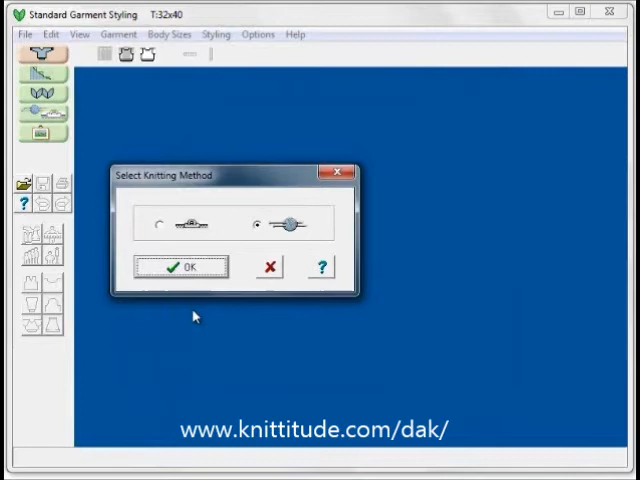 Standard Garment Styling T:32x40
File Edit View Garment Body Sizes Styling Options Help
Select Knitting Method
OK
www.knittitude.com/dak/